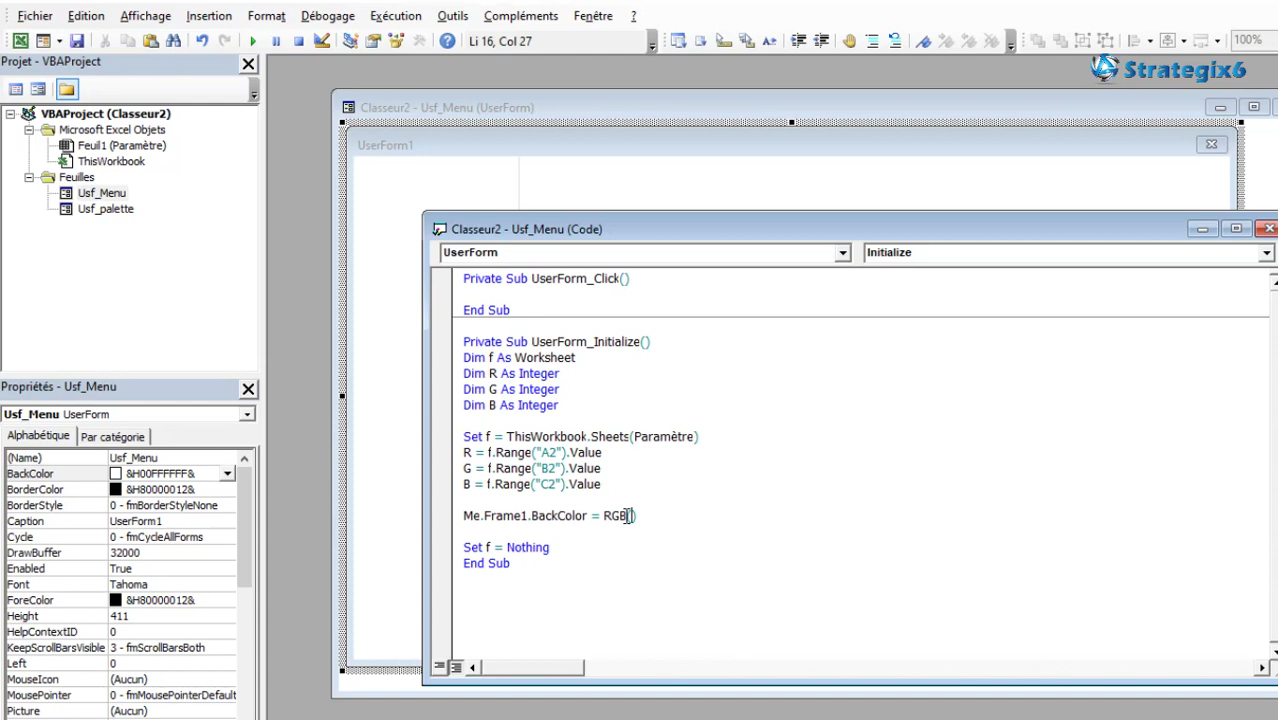 Fichier Edition Affichage Insertion Format Débogage Exécution Outils Compléments Fenêtre ?
Li 16, Col 27
100%
Strategix6
Projet - VBAProject
VBAProject (Classeur2)
Microsoft Excel Objets
Feuil1 (Paramètre)
ThisWorkbook
Feuilles
Usf_Menu
Usf_palette
Classeur2 - Usf_Menu (UserForm)
UserForm1
Classeur2 - Usf_Menu (Code)
UserForm
Initialize
Private Sub UserForm_Click()
End Sub
Private Sub UserForm_Initialize()
Dim f As Worksheet
Dim R As Integer
Dim G As Integer
Dim B As Integer
Set f = ThisWorkbook.Sheets(Paramètre)
R = f.Range("A2").Value
G = f.Range("B2").Value
B = f.Range("C2").Value
Me.Frame1.BackColor = RGB()
Set f = Nothing
End Sub
Propriétés - Usf_Menu
Usf_Menu UserForm
Alphabétique Par catégorie
(Name) Usf_Menu
BackColor &H00FFFFFF&
BorderColor &H80000012&
BorderStyle 0 - fmBorderStyleNone
Caption UserForm1
Cycle 0 - fmCycleAllForms
DrawBuffer 32000
Enabled True
Font Tahoma
ForeColor &H80000012&
Height 411
HelpContextID 0
KeepScrollBarsVisible 3 - fmScrollBarsBoth
Left 0
MouseIcon (Aucun)
MousePointer 0 - fmMousePointerDefault
Picture (Aucun)